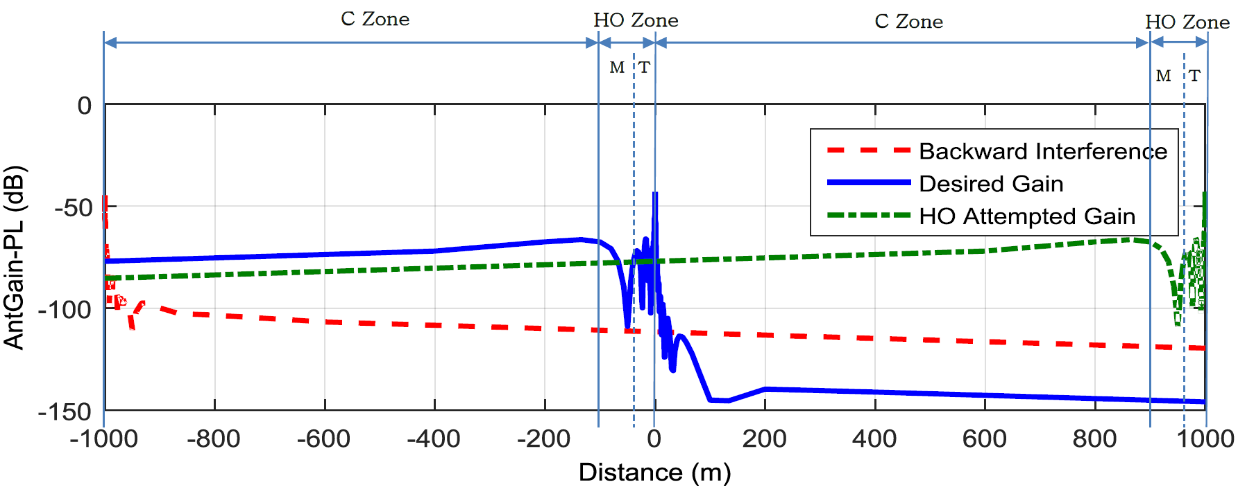 C Zone HO Zone C Zone HO Zone
M T M T
0
-50
-100
-150
AntGain-PL (dB)
Backward Interference
Desired Gain
HO Attempted Gain
-1000 -800 -600 -400 -200 0 200 400 600 800 1000
Distance (m)